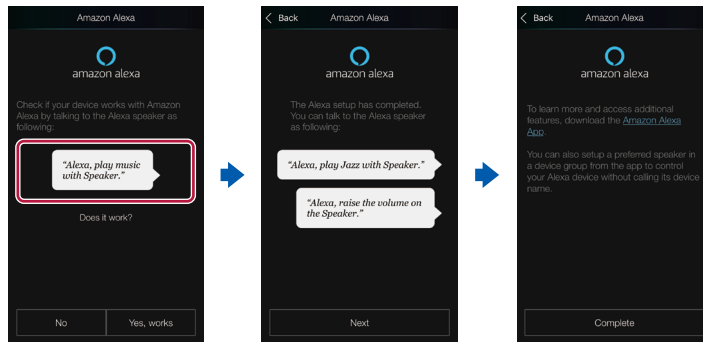 Amazon Alexa
amazon alexa
Check if your device works with Amazon
Alexa by talking to the Alexa speaker as
following:
“Alexa, play music
with Speaker.”
Does it work?
No
Yes, works
Back
Amazon Alexa
amazon alexa
The Alexa setup has completed.
You can talk to the Alexa speaker
as following:
“Alexa, play Jazz with Speaker.”
“Alexa, raise the volume on
the Speaker.”
Next
Back
Amazon Alexa
amazon alexa
To learn more and access additional
features, download the Amazon Alexa
App.
You can also setup a preferred speaker in
a device group from the app to control
your Alexa device without calling its device
name.
Complete